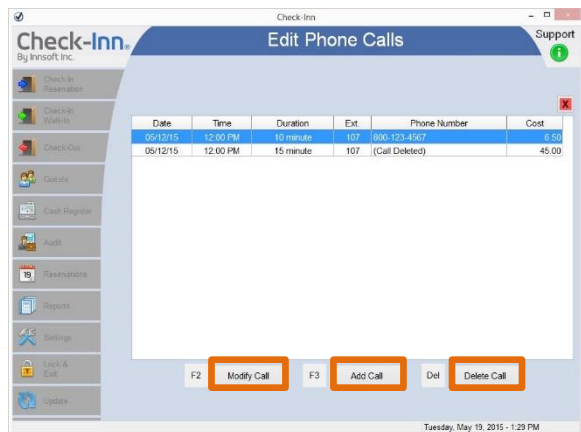 Check-Inn
Check-Inn®
By Innsoft Inc.
Edit Phone Calls
Support
Check-In
Reservation
Check-In
Walk-In
Check-Out
Guests
Cash Register
Audit
19
Reservations
Reports
Settings
Lock &
Exit
Update
X
Date Time Duration Ext. Phone Number Cost
05/12/15 12:00 PM 10 minute 107 800-123-4567 6.50
05/12/15 12:00 PM 15 minute 107 (Call Deleted) 45.00
F2 Modify Call F3 Add Call Del Delete Call
Tuesday, May 19, 2015 - 1:29 PM